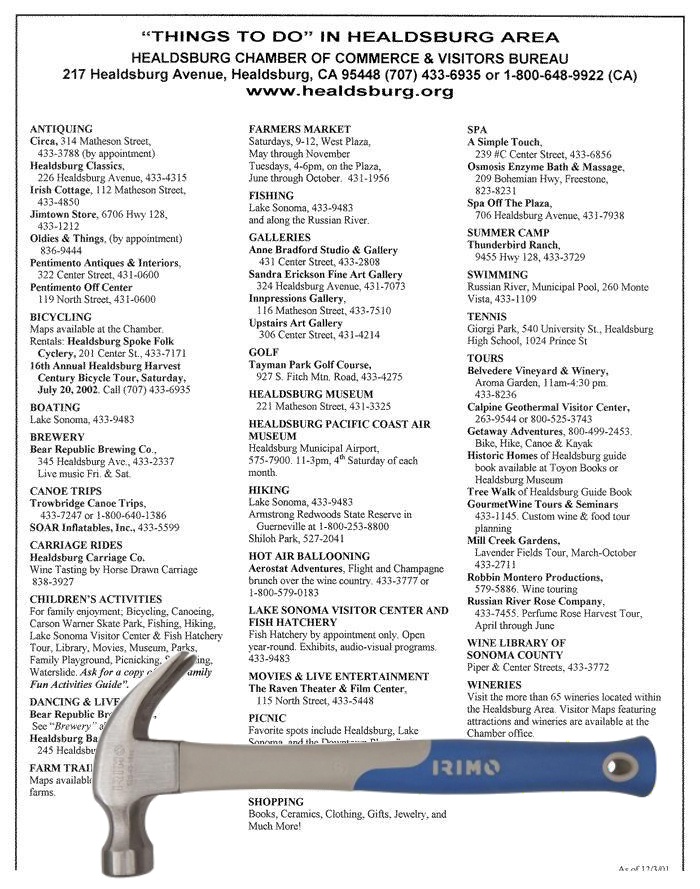 "THINGS TO DO" IN HEALDSBURG AREA
HEALDSBURG CHAMBER OF COMMERCE & VISITORS BUREAU
217 Healdsburg Avenue, Healdsburg, CA 95448 (707) 433-6935 or 1-800-648-9922 (CA)
www.healdsburg.org
ANTIQUING
Circa, 314 Matheson Street,
433-3788 (by appointment)
Healdsburg Classics,
226 Healdsburg Avenue, 433-4315
Irish Cottage, 112 Matheson Street,
433-4850
Jimtown Store, 6706 Hwy 128,
433-1212
Oldies & Things, (by appointment)
836-9444
Pentimento Antiques & Interiors,
322 Center Street, 431-0600
Pentimento Off Center
119 North Street, 431-0600
BICYCLING
Maps available at the Chamber.
Rentals: Healdsburg Spoke Folk
Cyclery, 201 Center St., 433-7171
16th Annual Healdsburg Harvest
Century Bicycle Tour, Saturday,
July 20, 2002. Call (707) 433-6935
BOATING
Lake Sonoma, 433-9483
BREWERY
Bear Republic Brewing Co.,
345 Healdsburg Ave., 433-2337
Live music Fri. & Sat.
CANOE TRIPS
Trowbridge Canoe Trips,
433-7247 or 1-800-640-1386
SOAR Inflatables, Inc., 433-5599
CARRIAGE RIDES
Healdsburg Carriage Co.
Wine Tasting by Horse Drawn Carriage
838-3927
CHILDREN'S ACTIVITIES
For family enjoyment; Bicycling, Canoeing,
Carson Warner Skate Park, Fishing, Hiking,
Lake Sonoma Visitor Center & Fish Hatchery
Tour, Library, Movies, Museum, Parks,
Family Playground, Picnicking,
Waterslide. Ask for a copy
Fun Activities Guide".
DANCING & LIVE
Bear Republic
See "Brewery"
Healdsburg
245
FARM
Maps
farms.
FARMERS MARKET
Saturdays, 9-12, West Plaza,
May through November
Tuesdays, 4-6pm, on the Plaza,
June through October. 431-1956
FISHING
Lake Sonoma, 433-9483
and along the Russian River.
GALLERIES
Anne Bradford Studio & Gallery
431 Center Street, 433-2808
Sandra Erickson Fine Art Gallery
324 Healdsburg Avenue, 431-7073
Innpressions Gallery,
116 Matheson Street, 433-7510
Upstairs Art Gallery
306 Center Street, 431-4214
GOLF
Tayman Park Golf Course,
927 S. Fitch Mtn. Road, 433-4275
HEALDSBURG MUSEUM
221 Matheson Street, 431-3325
HEALDSBURG PACIFIC COAST AIR
MUSEUM
Healdsburg Municipal Airport,
575-7900. 11-3pm, 4th Saturday of each
month.
HIKING
Lake Sonoma, 433-9483
Armstrong Redwoods State Reserve in
Guerneville at 1-800-253-8800
Shiloh Park, 527-2041
HOT AIR BALLOONING
Aerostat Adventures, Flight and Champagne
brunch over the wine country. 433-3777 or
1-800-579-0183
LAKE SONOMA VISITOR CENTER AND
FISH HATCHERY
Fish Hatchery by appointment only. Open
year-round. Exhibits, audio-visual programs.
433-9483
MOVIES & LIVE ENTERTAINMENT
The Raven Theater & Film Center,
115 North Street, 433-5448
PICNIC
Favorite spots include Healdsburg, Lake
Sonoma, and the Downtown
SHOPPING
Books, Ceramics, Clothing, Gifts, Jewelry, and
Much More!
SPA
A Simple Touch,
239 #C Center Street, 433-6856
Osmosis Enzyme Bath & Massage,
209 Bohemian Hwy, Freestone,
823-8231
Spa Off The Plaza,
706 Healdsburg Avenue, 431-7938
SUMMER CAMP
Thunderbird Ranch,
9455 Hwy 128, 433-3729
SWIMMING
Russian River, Municipal Pool, 260 Monte
Vista, 433-1109
TENNIS
Giorgi Park, 540 University St., Healdsburg
High School, 1024 Prince St
TOURS
Belvedere Vineyard & Winery,
Aroma Garden, 11am-4:30 pm.
433-8236
Calpine Geothermal Visitor Center,
263-9544 or 800-525-3743
Getaway Adventures, 800-499-2453.
Bike, Hike, Canoe & Kayak
Historic Homes of Healdsburg guide
book available at Toyon Books or
Healdsburg Museum
Tree Walk of Healdsburg Guide Book
GourmetWine Tours & Seminars
433-1145. Custom wine & food tour
planning
Mill Creek Gardens,
Lavender Fields Tour, March-October
433-2711
Robbin Montero Productions,
579-5886. Wine touring
Russian River Rose Company,
433-7455. Perfume Rose Harvest Tour,
April through June
WINE LIBRARY OF
SONOMA COUNTY
Piper & Center Streets, 433-3772
WINERIES
Visit the more than 65 wineries located within
the Healdsburg Area. Visitor Maps featuring
attractions and wineries are available at the
Chamber office.
IRIMO
As of 12/3/01